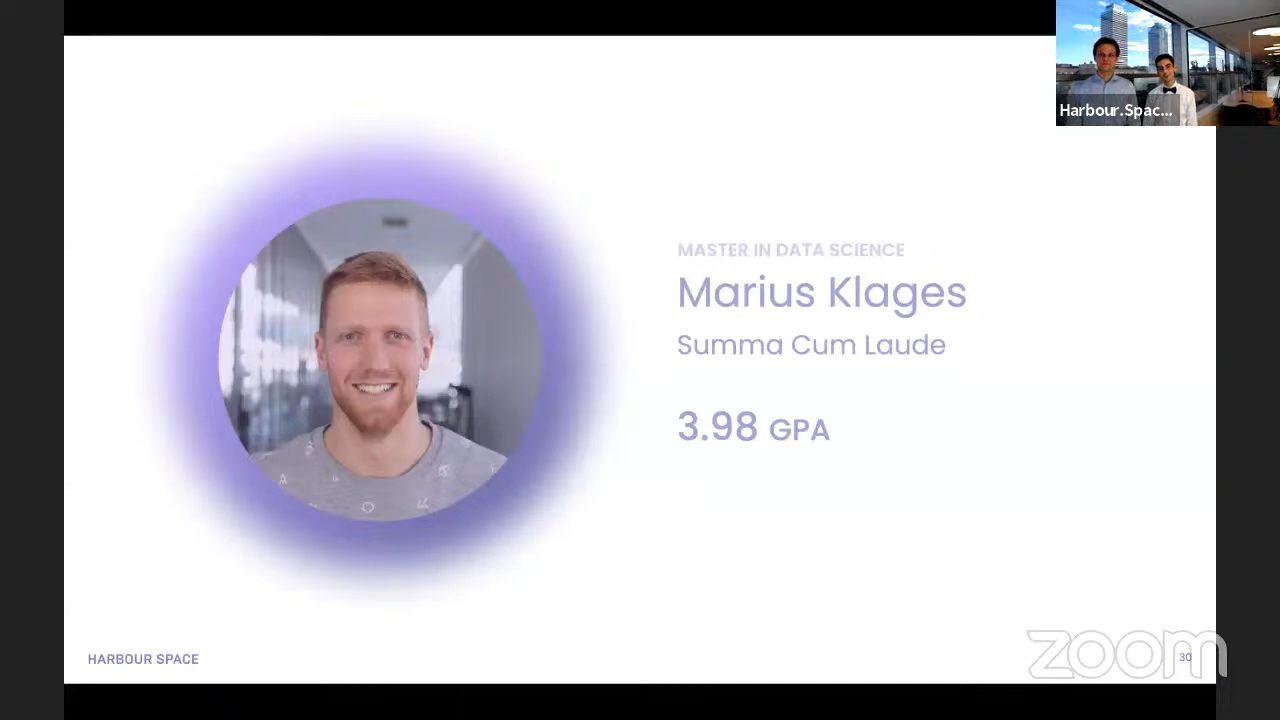 Harbour.Spac...
MASTER IN DATA SCIENCE
Marius Klages
Summa Cum Laude
3.98 GPA
HARBOUR SPACE
zoom
30